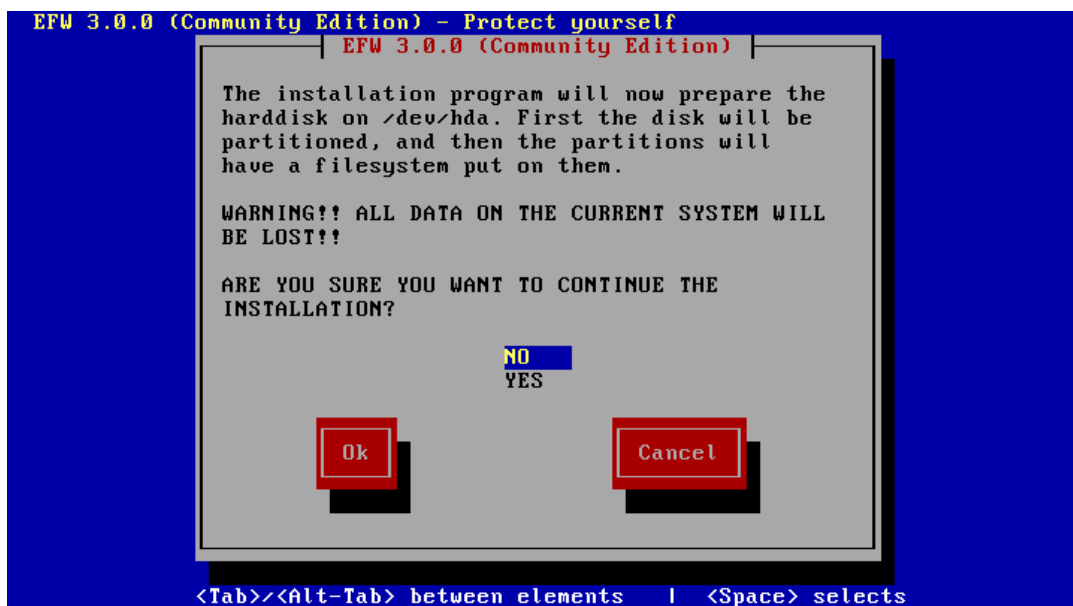 EFW 3.0.0 (Community Edition) - Protect yourself
EFW 3.0.0 (Community Edition)
The installation program will now prepare the
harddisk on /dev/hda. First the disk will be
partitioned, and then the partitions will
have a filesystem put on them.
WARNING!! ALL DATA ON THE CURRENT SYSTEM WILL
BE LOST!!
ARE YOU SURE YOU WANT TO CONTINUE THE
INSTALLATION?
NO
YES
Ok Cancel
<Tab>/<Alt-Tab> between elements | <Space> selects